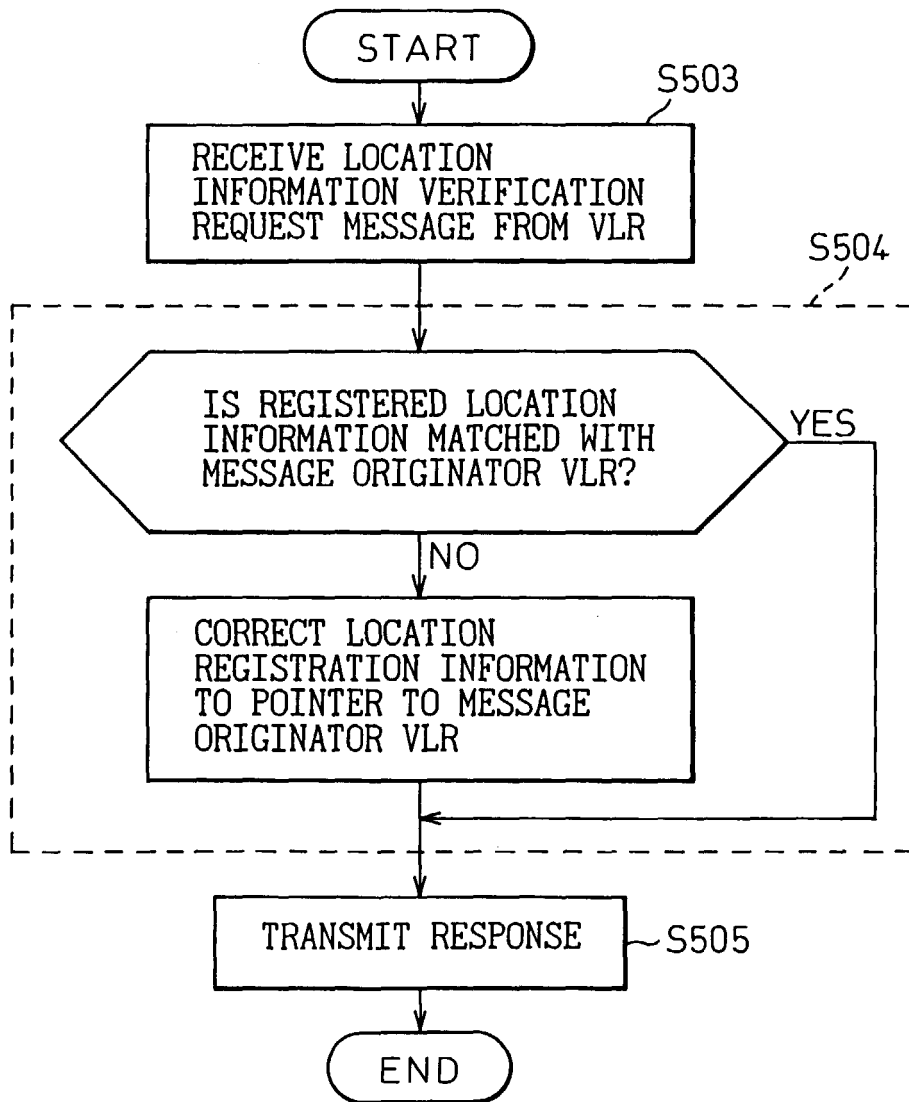 START
S503
RECEIVE LOCATION
INFORMATION VERIFICATION
REQUEST MESSAGE FROM VLR
S504
IS REGISTERED LOCATION
INFORMATION MATCHED WITH
MESSAGE ORIGINATOR VLR?
YES
NO
CORRECT LOCATION
REGISTRATION INFORMATION
TO POINTER TO MESSAGE
ORIGINATOR VLR
TRANSMIT RESPONSE
S505
END